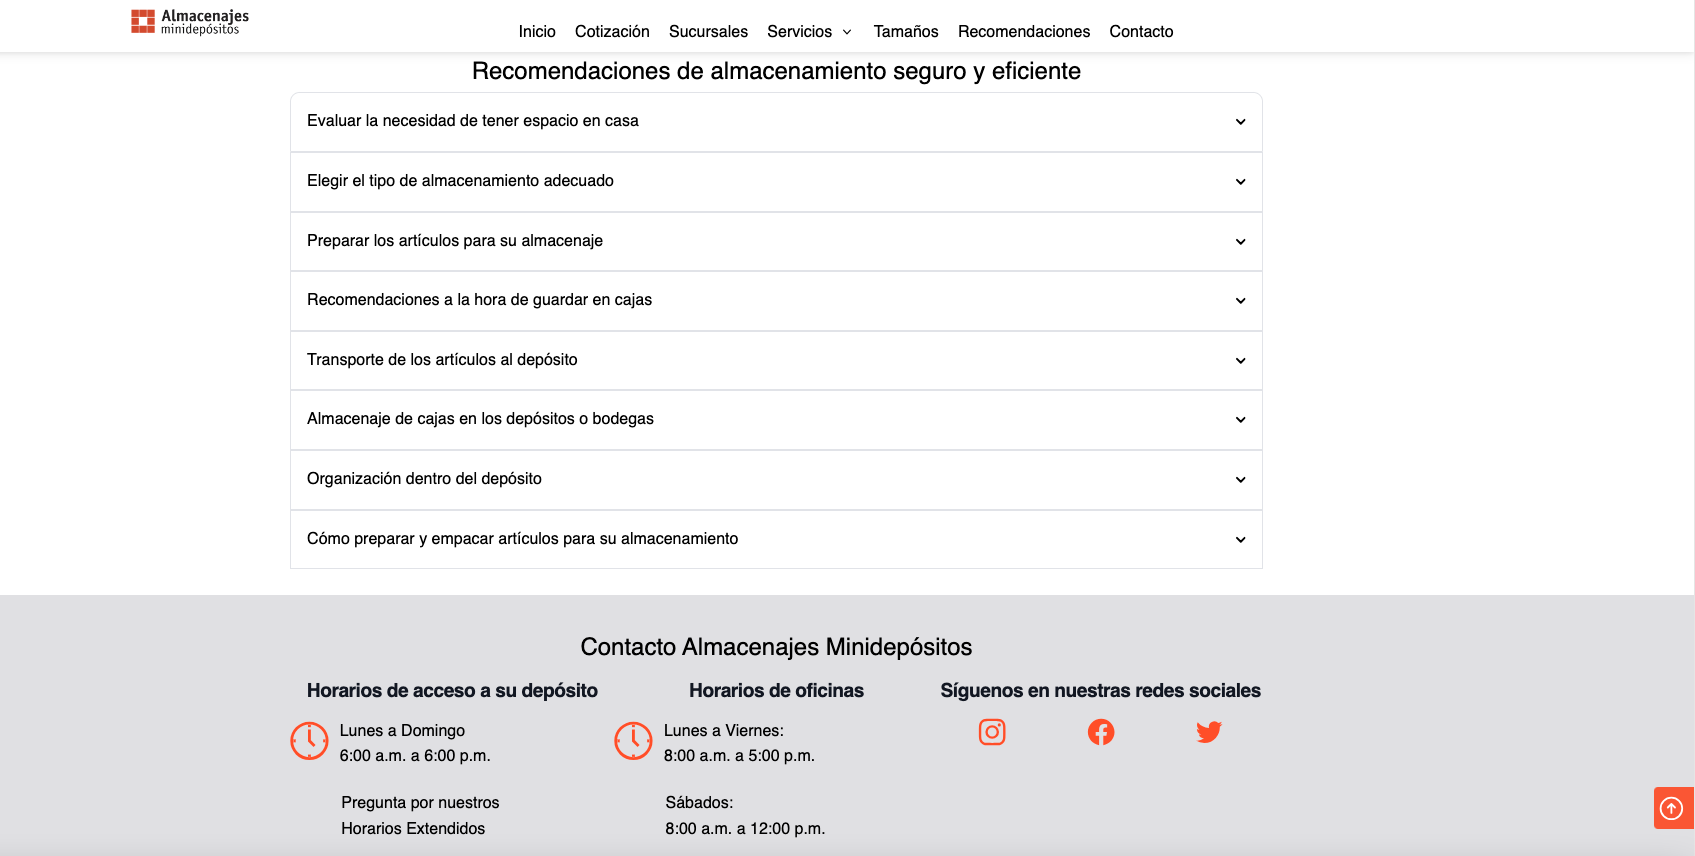 Almacenajes
minidepósitos
Inicio Cotización Sucursales Servicios Tamaños Recomendaciones Contacto
Recomendaciones de almacenamiento seguro y eficiente
Evaluar la necesidad de tener espacio en casa
Elegir el tipo de almacenamiento adecuado
Preparar los artículos para su almacenaje
Recomendaciones a la hora de guardar en cajas
Transporte de los artículos al depósito
Almacenaje de cajas en los depósitos o bodegas
Organización dentro del depósito
Cómo preparar y empacar artículos para su almacenamiento
Contacto Almacenajes Minidepósitos
Horarios de acceso a su depósito
Lunes a Domingo
6:00 a.m. a 6:00 p.m.
Pregunta por nuestros
Horarios Extendidos
Horarios de oficinas
Lunes a Viernes:
8:00 a.m. a 5:00 p.m.
Sábados:
8:00 a.m. a 12:00 p.m.
Síguenos en nuestras redes sociales